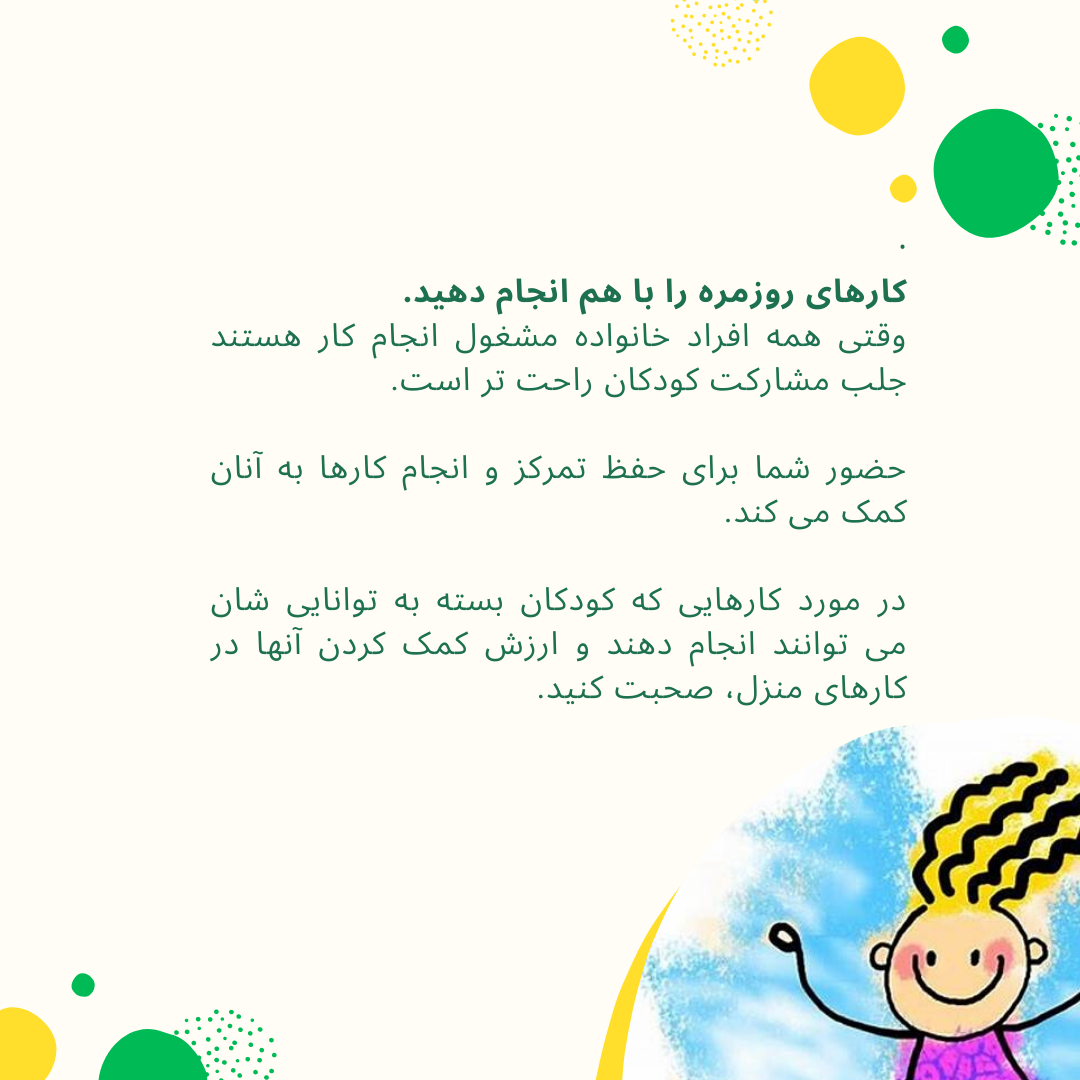 .
کارهای روزمره را با هم انجام دهید.
وقتی همه افراد خانواده مشغول انجام کار هستند
جلب مشارکت کودکان راحت تر است.
حضور شما برای حفظ تمرکز و انجام کارها به آنان
کمک می کند.
در مورد کارهایی که کودکان بسته به توانایی شان
می توانند انجام دهند و ارزش کمک کردن آنها در
کارهای منزل، صحبت کنید.